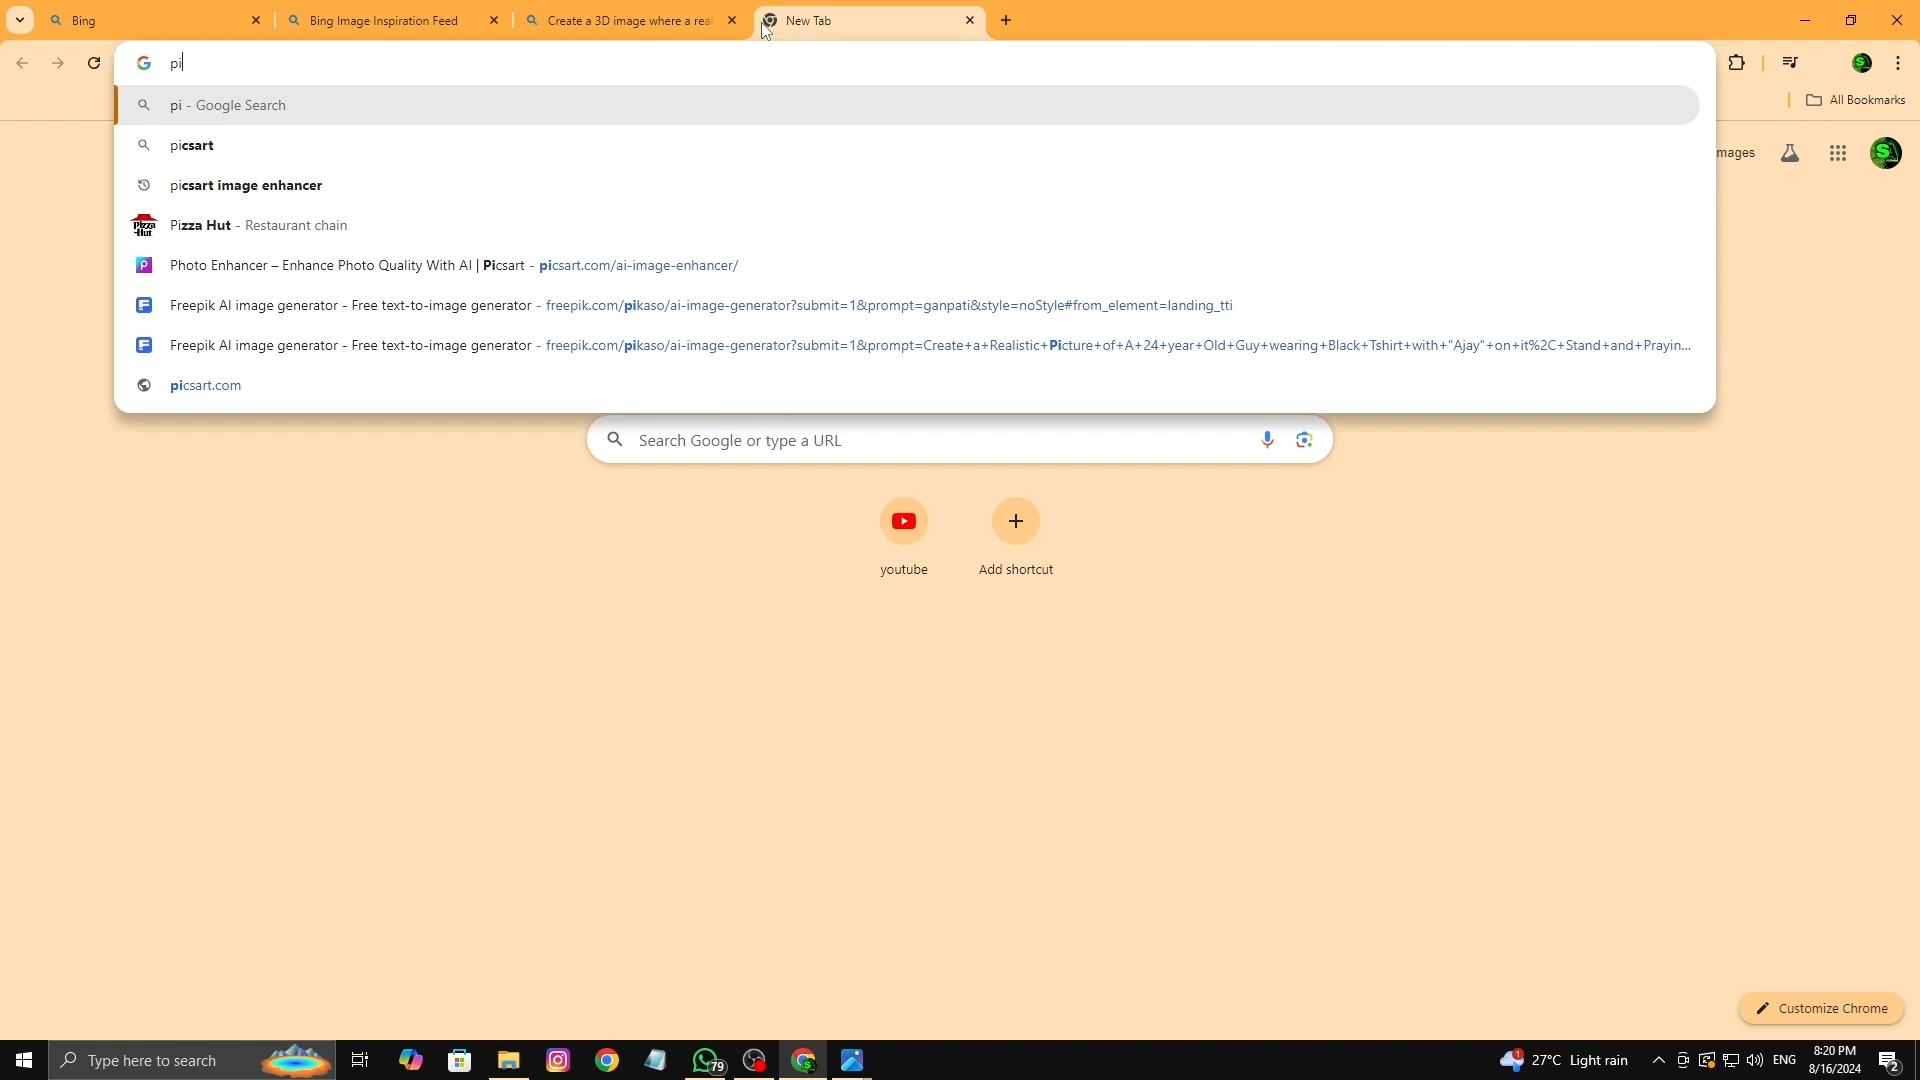 Bing
Bing Image Inspiration Feed
Create a 3D image where a real
New Tab
pi
pi - Google Search
All Bookmarks
picsart
mages
picsart image enhancer
Pizza Hut
Pizza Hut - Restaurant chain
Photo Enhancer – Enhance Photo Quality With AI | Picsart - picsart.com/ai-image-enhancer/
Freepik AI image generator - Free text-to-image generator - freepik.com/pikaso/ai-image-generator?submit=1&prompt=ganpati&style=noStyle#from_element=landing_tti
Freepik AI image generator - Free text-to-image generator - freepik.com/pikaso/ai-image-generator?submit=1&prompt=Create+a+Realistic+Picture+of+A+24+year+Old+Guy+wearing+Black+Tshirt+with+"Ajay"+on+it%2C+Stand+and+Prayin...
picsart.com
Search Google or type a URL
youtube
Add shortcut
Customize Chrome
Type here to search
79
1
27°C Light rain
ENG
8:20 PM
8/16/2024
2